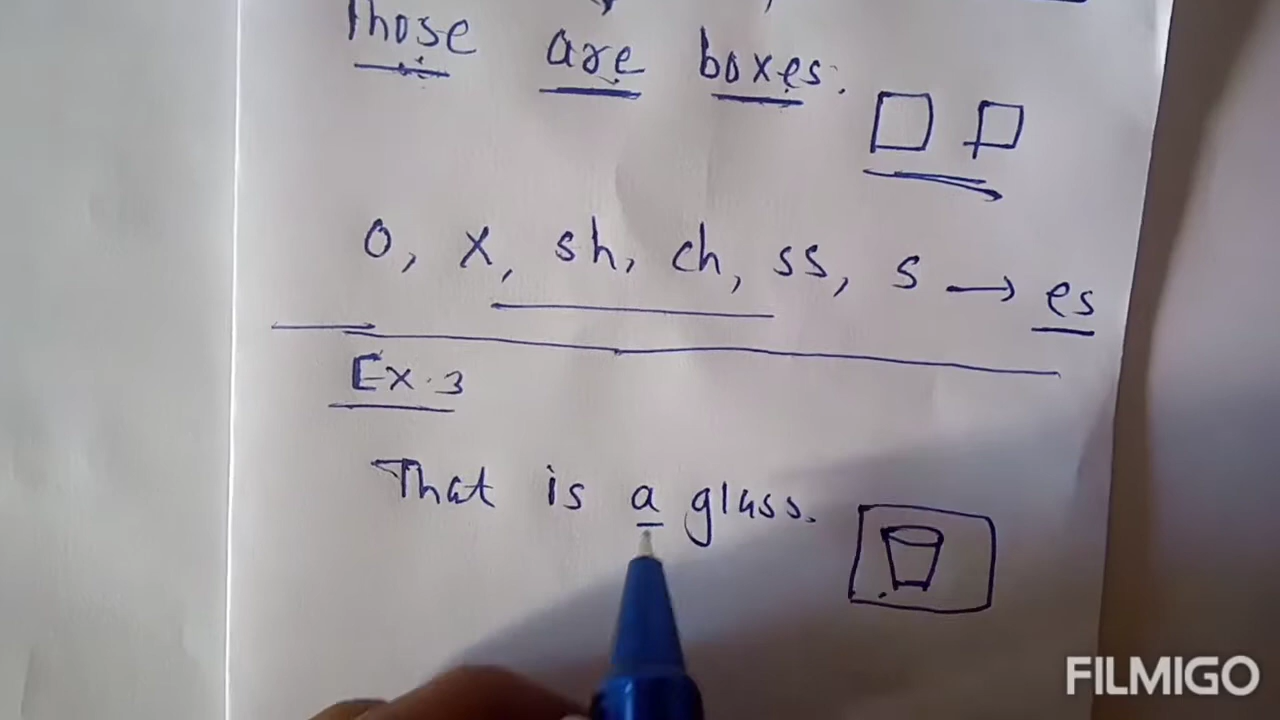 Those are boxes.
o, x, sh, ch, ss, s → es
Ex.3
That is a glass.
FILMIGO